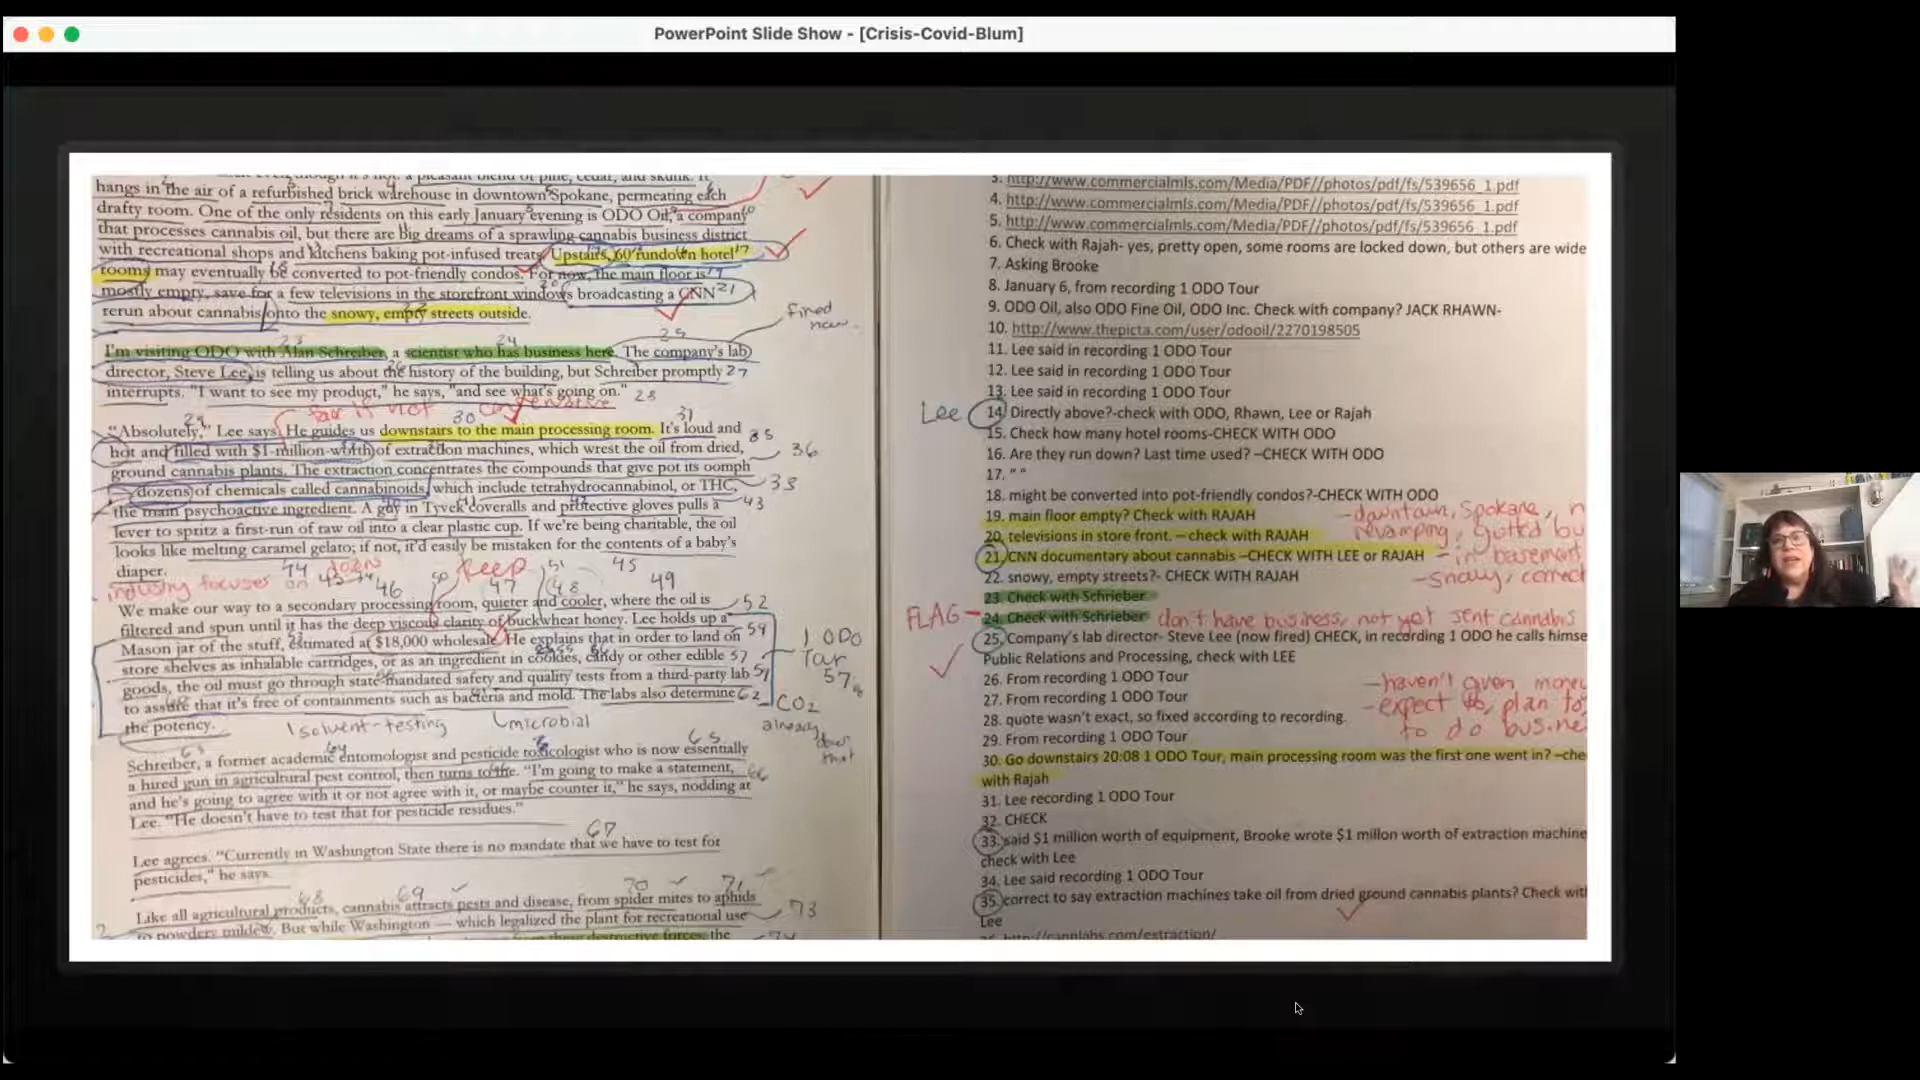 PowerPoint Slide Show - [Crisis-Covid-Blum]
a pleasant blend of pine, cedar, and skunk. It
hangs in the air of a refurbished brick warehouse in downtown Spokane, permeating each
drafty room. One of the only residents on this early January evening is ODO Oil, a company
that processes cannabis oil, but there are big dreams of a sprawling cannabis business district
with recreational shops and kitchens baking pot-infused treats. Upstairs, 60 rundown hotel
rooms may eventually be converted to pot-friendly condos. For now, the main floor is
mostly empty, save for a few televisions in the storefront windows broadcasting a CNN
rerun about cannabis onto the snowy, empty streets outside.
fired
now
I'm visiting ODO with Alan Schreiber, a scientist who has business here. The company's lab
director, Steve Lee, is telling us about the history of the building, but Schreiber promptly
interrupts. "I want to see my product," he says, "and see what's going on."
"Absolutely," Lee says. He guides us downstairs to the main processing room. It's loud and
hot and filled with $1-million-worth of extraction machines, which wrest the oil from dried,
ground cannabis plants. The extraction concentrates the compounds that give pot its oomph
dozens of chemicals called cannabinoids, which include tetrahydrocannabinol, or THC,
the main psychoactive ingredient. A guy in Tyvek coveralls and protective gloves pulls a
lever to spritz a first-run of raw oil into a clear plastic cup. If we're being charitable, the oil
looks like melting caramel gelato; if not, it'd easily be mistaken for the contents of a baby's
diaper.
industry focuses on
keep
We make our way to a secondary processing room, quieter and cooler, where the oil is
filtered and spun until it has the deep viscous clarity of buckwheat honey. Lee holds up a
Mason jar of the stuff, estimated at $18,000 wholesale. He explains that in order to land on
store shelves as inhalable cartridges, or as an ingredient in cookies, candy or other edible
goods, the oil must go through state-mandated safety and quality tests from a third-party lab
to assure that it's free of containments such as bacteria and mold. The labs also determine
the potency.
1 ODO
Tour
CO2
already
down
that
solvent-testing
microbial
Schreiber, a former academic entomologist and pesticide toxicologist who is now essentially
a hired gun in agricultural pest control, then turns to the. "I'm going to make a statement,
and he's going to agree with it or not agree with it, or maybe counter it," he says, nodding at
Lee. "He doesn't have to test that for pesticide residues."
Lee agrees. "Currently in Washington State there is no mandate that we have to test for
pesticides," he says.
Like all agricultural products, cannabis attracts pests and disease, from spider mites to aphids
to powdery mildew. But while Washington — which legalized the plant for recreational use
from these destructive forces, the
3. http://www.commercialmls.com/Media/PDF//photos/pdf/fs/539656_1.pdf
4. http://www.commercialmls.com/Media/PDF//photos/pdf/fs/539656_1.pdf
5. http://www.commercialmls.com/Media/PDF//photos/pdf/fs/539656_1.pdf
6. Check with Rajah- yes, pretty open, some rooms are locked down, but others are wide
7. Asking Brooke
8. January 6, from recording 1 ODO Tour
9. ODO Oil, also ODO Fine Oil, ODO Inc. Check with company? JACK RHAWN-
10. http://www.thepicta.com/user/odooil/2270198505
11. Lee said in recording 1 ODO Tour
12. Lee said in recording 1 ODO Tour
13. Lee said in recording 1 ODO Tour
Lee
14. Directly above?-check with ODO, Rhawn, Lee or Rajah
15. Check how many hotel rooms-CHECK WITH ODO
16. Are they run down? Last time used? –CHECK WITH ODO
17. " "
18. might be converted into pot-friendly condos?-CHECK WITH ODO
19. main floor empty? Check with RAJAH
20. televisions in store front. – check with RAJAH
21. CNN documentary about cannabis –CHECK WITH LEE or RAJAH
22. snowy, empty streets?- CHECK WITH RAJAH
- downtown, Spokane, in
revamping, gutted bu
- in basement
- snowy, correct
23. Check with Schrieber
FLAG -
24. Check with Schrieber
don't have business, not yet sent cannabis
25. Company's lab director- Steve Lee (now fired) CHECK, in recording 1 ODO he calls himse
Public Relations and Processing, check with LEE
26. From recording 1 ODO Tour
27. From recording 1 ODO Tour
28. quote wasn't exact, so fixed according to recording.
29. From recording 1 ODO Tour
- haven't given money
- expect to, plan to
to do busine
30. Go downstairs 20:08 1 ODO Tour, main processing room was the first one went in? –che
with Rajah
31. Lee recording 1 ODO Tour
32. CHECK
33. said $1 million worth of equipment, Brooke wrote $1 millon worth of extraction machine
check with Lee
34. Lee said recording 1 ODO Tour
35. correct to say extraction machines take oil from dried ground cannabis plants? Check wit
Lee
http://cannlabs.com/estraction/